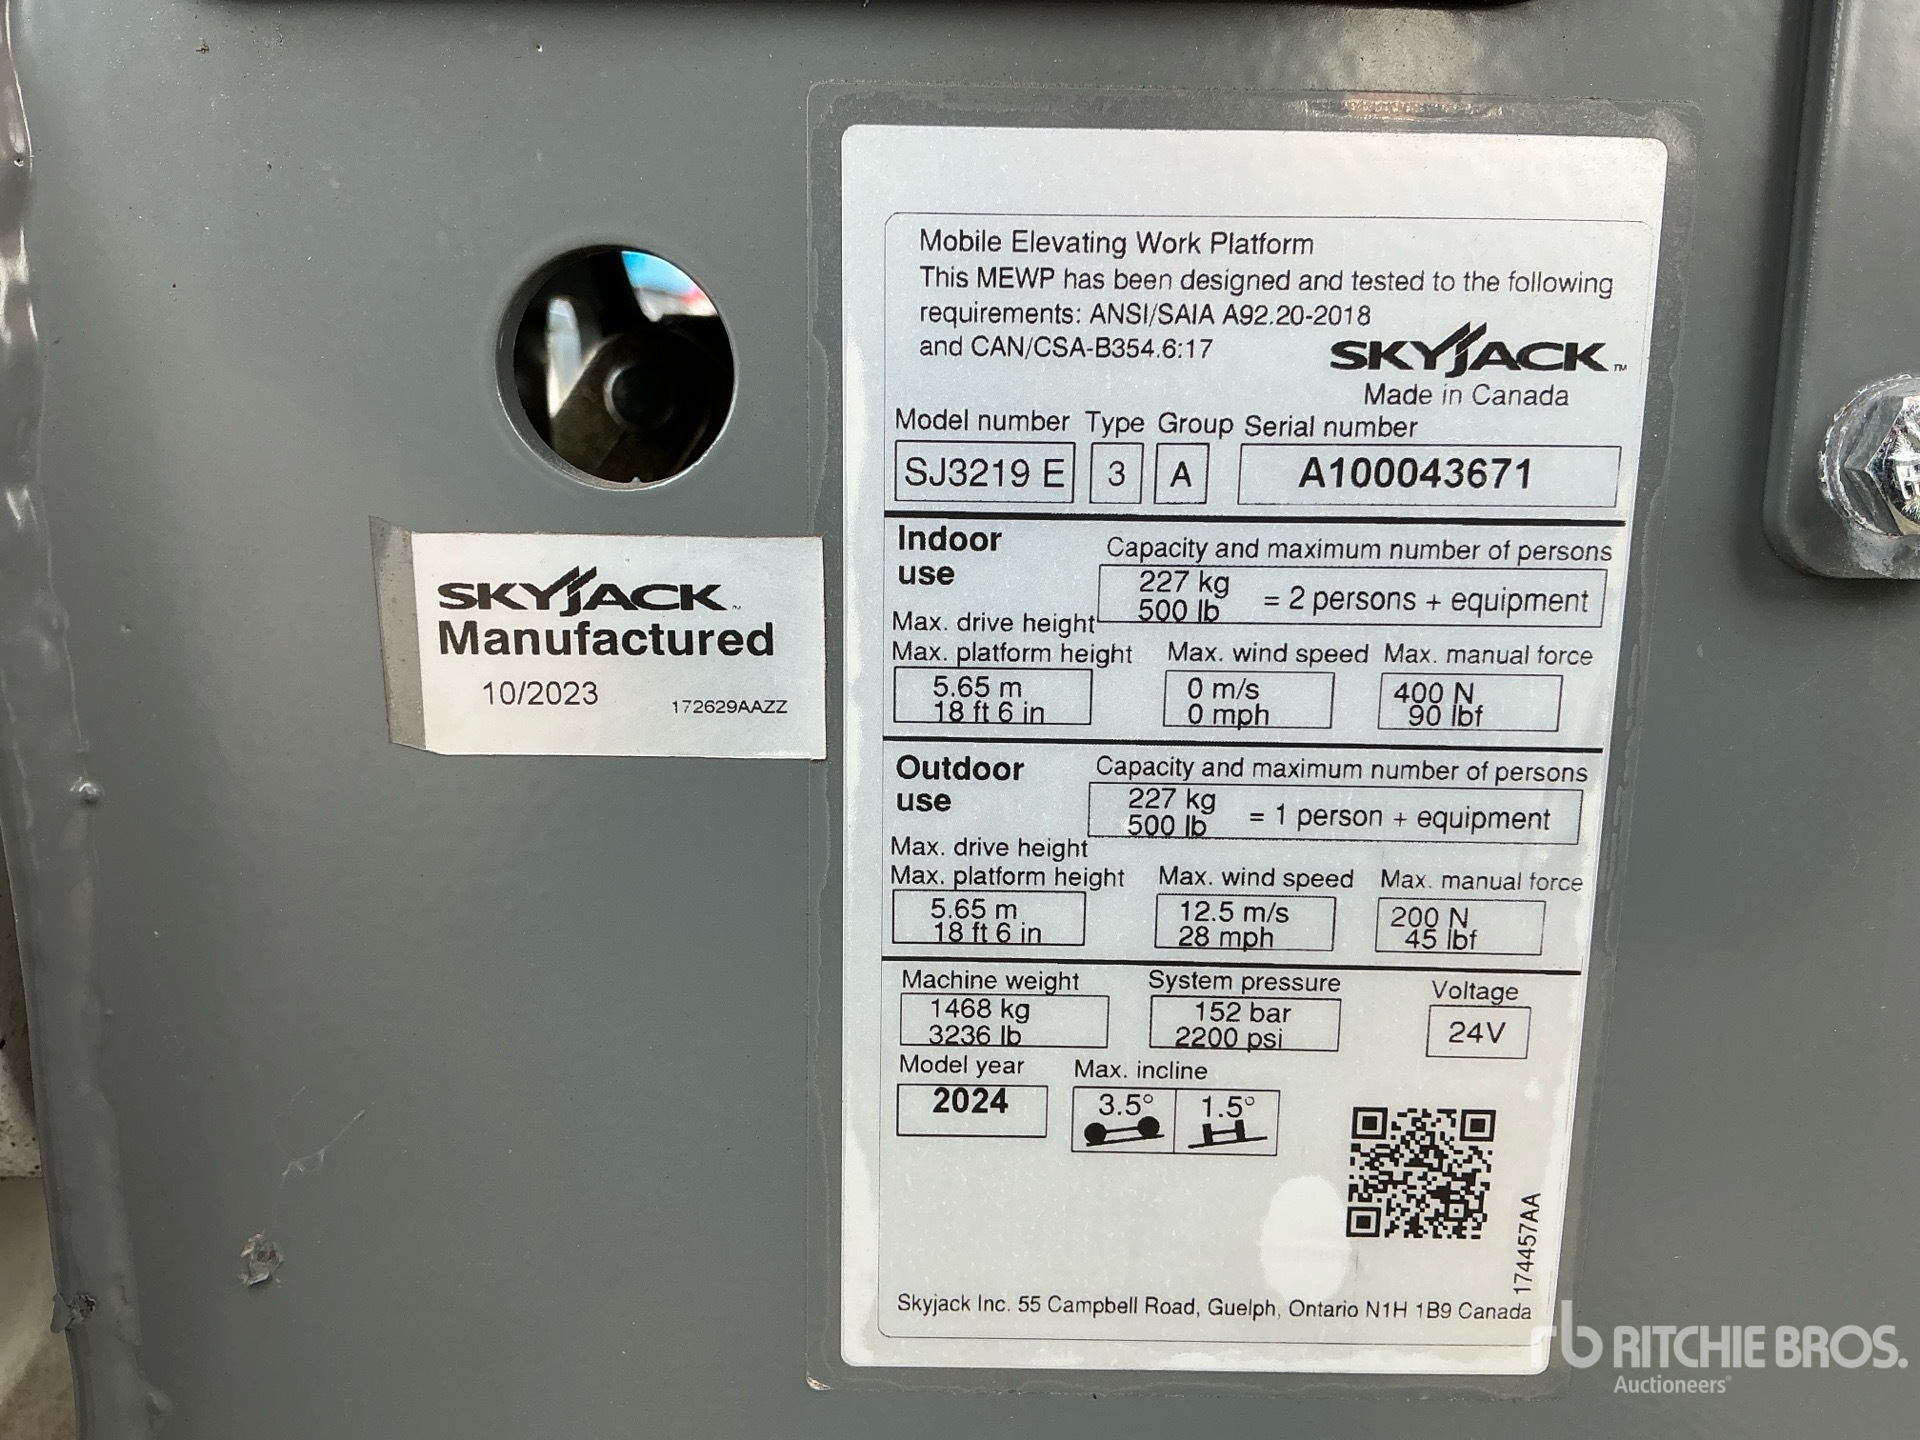 SKYJACK™
Manufactured
10/2023
172629AAZZ
Mobile Elevating Work Platform
This MEWP has been designed and tested to the following
requirements: ANSI/SAIA A92.20-2018
and CAN/CSA-B354.6:17
SKYJACK™
Made in Canada
Model number Type Group Serial number
SJ3219 E 3 A A100043671
Indoor
use
Capacity and maximum number of persons
227 kg
500 lb
= 2 persons + equipment
Max. drive height
Max. platform height Max. wind speed Max. manual force
5.65 m 0 m/s 400 N
18 ft 6 in 0 mph 90 lbf
Outdoor
use
Capacity and maximum number of persons
227 kg
500 lb
= 1 person + equipment
Max. drive height
Max. platform height Max. wind speed Max. manual force
5.65 m 12.5 m/s 200 N
18 ft 6 in 28 mph 45 lbf
Machine weight System pressure Voltage
1468 kg 152 bar 24V
3236 lb 2200 psi
Model year Max. incline
2024 3.5° 1.5°
174457AA
Skyjack Inc. 55 Campbell Road, Guelph, Ontario N1H 1B9 Canada
rb RITCHIE BROS.
Auctioneers®